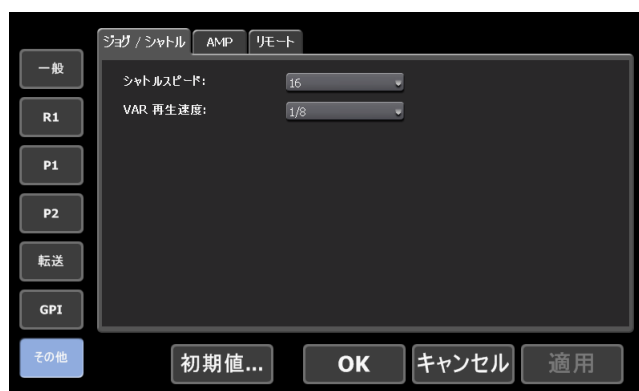 ジョグ / シャトル AMP リモート
一般
シャトルスピード: 16
VAR 再生速度: 1/8
R1
P1
P2
転送
GPI
その他
初期値... OK キャンセル 適用